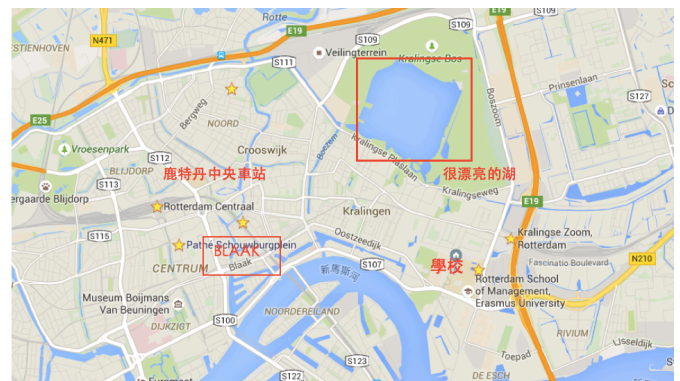 Rotte
E19
S109
S109
N471
ESTIENHOVEN
Veilingterrein
Kralingse Bos
S111
Prinsenlaan
Boszoom
S127
Bergweg
NOORD
E25
Vroesenpark
Crooswijk
Boezem
Kralingse Plaslaan
S112
BLIJDORP
鹿特丹中央車站
很漂亮的湖
S113
ergaarde Blijdorp
Kralingseweg
E19
Rotterdam Centraal
Kralingen
S115
Pathé Schouwburgplein
BLAAK
Oostzeedijk
Kralingse Zoom,
Rotterdam
CENTRUM
Blaak
新馬斯河
S107
學校
Fascinatio Boulevard
N210
Rotterdam School
of Management,
Erasmus University
Museum Boijmans
Van Beuningen
DIJKZIGT
S100
NOORDEREILAND
RIVIUM
IJsseldijk
Toepad
S123
S122
DE ESCH